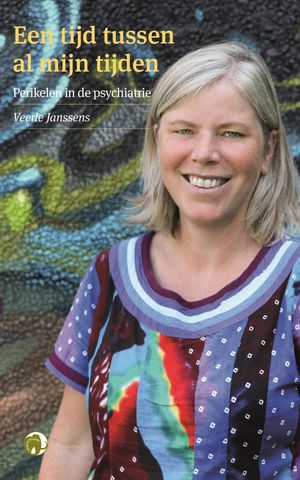 Een tijd tussen
al mijn tijden
Perikelen in de psychiatrie
Veerle Janssens